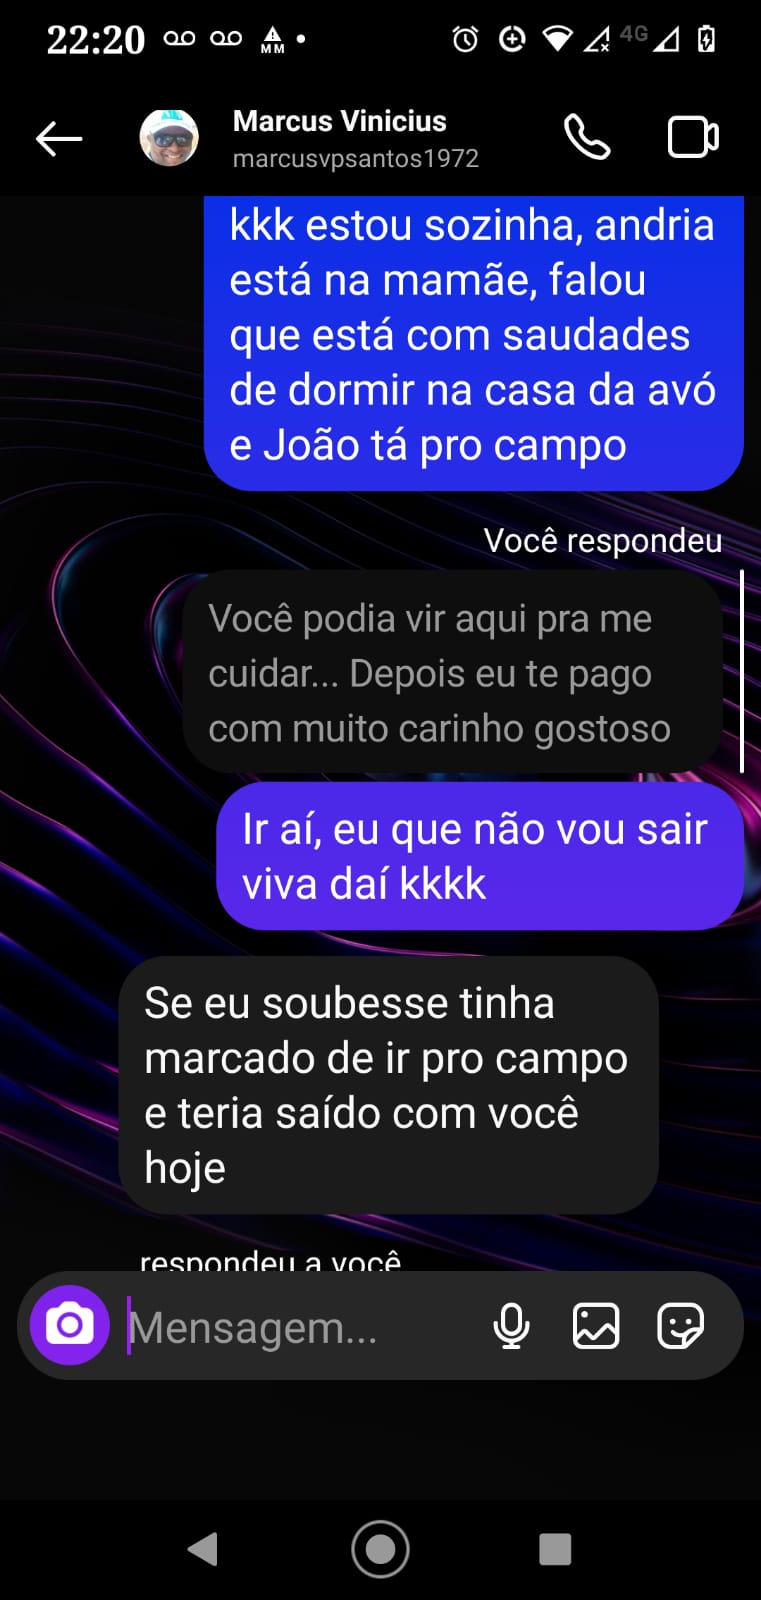 22:20
MM
4G
Marcus Vinicius
marcusvpsantos1972
kkk estou sozinha, andria
está na mamãe, falou
que está com saudades
de dormir na casa da avó
e João tá pro campo
Você respondeu
Você podia vir aqui pra me
cuidar... Depois eu te pago
com muito carinho gostoso
Ir aí, eu que não vou sair
viva daí kkkk
Se eu soubesse tinha
marcado de ir pro campo
e teria saído com você
hoje
respondeu a você
Mensagem...